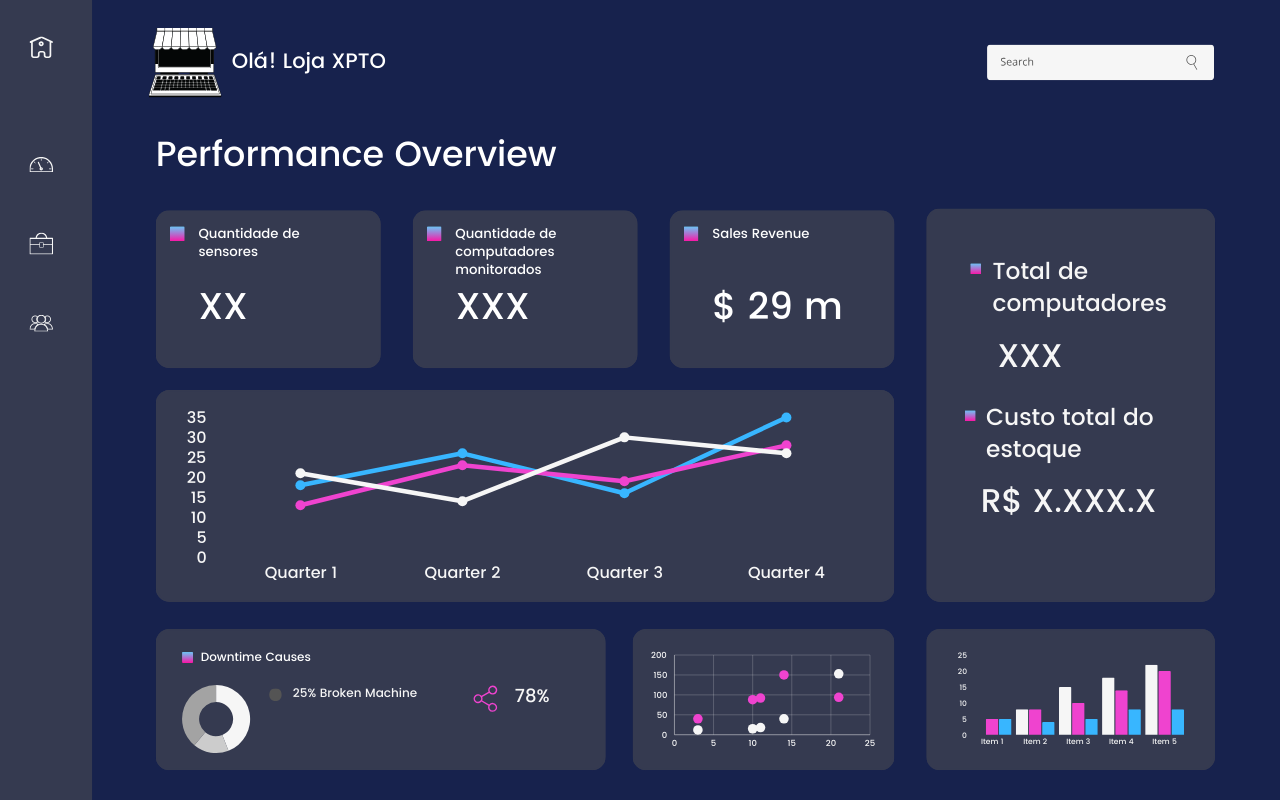 Olá! Loja XPTO
Search
Performance Overview
Quantidade de
sensores
XX
Quantidade de
computadores
monitorados
XXX
Sales Revenue
$ 29 m
Total de
computadores
XXX
Custo total do
estoque
R$ X.XXX.X
35
30
25
20
15
10
5
0
Quarter 1 Quarter 2 Quarter 3 Quarter 4
Downtime Causes
25% Broken Machine
78%
200
150
100
50
0
0 5 10 15 20 25
25
20
15
10
5
0
Item 1 Item 2 Item 3 Item 4 Item 5